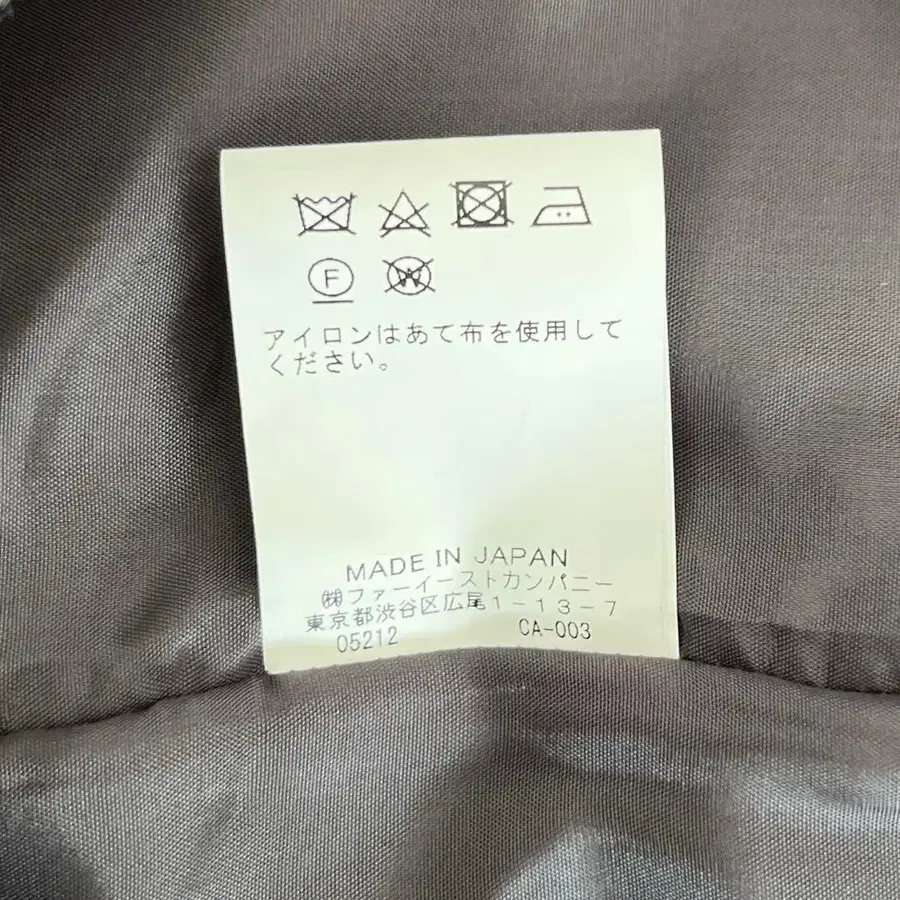 F W
アイロンはあて布を使用して
ください。
MADE IN JAPAN
㈱ファーイーストカンパニー
東京都渋谷区広尾1-13-7
05212 CA-003